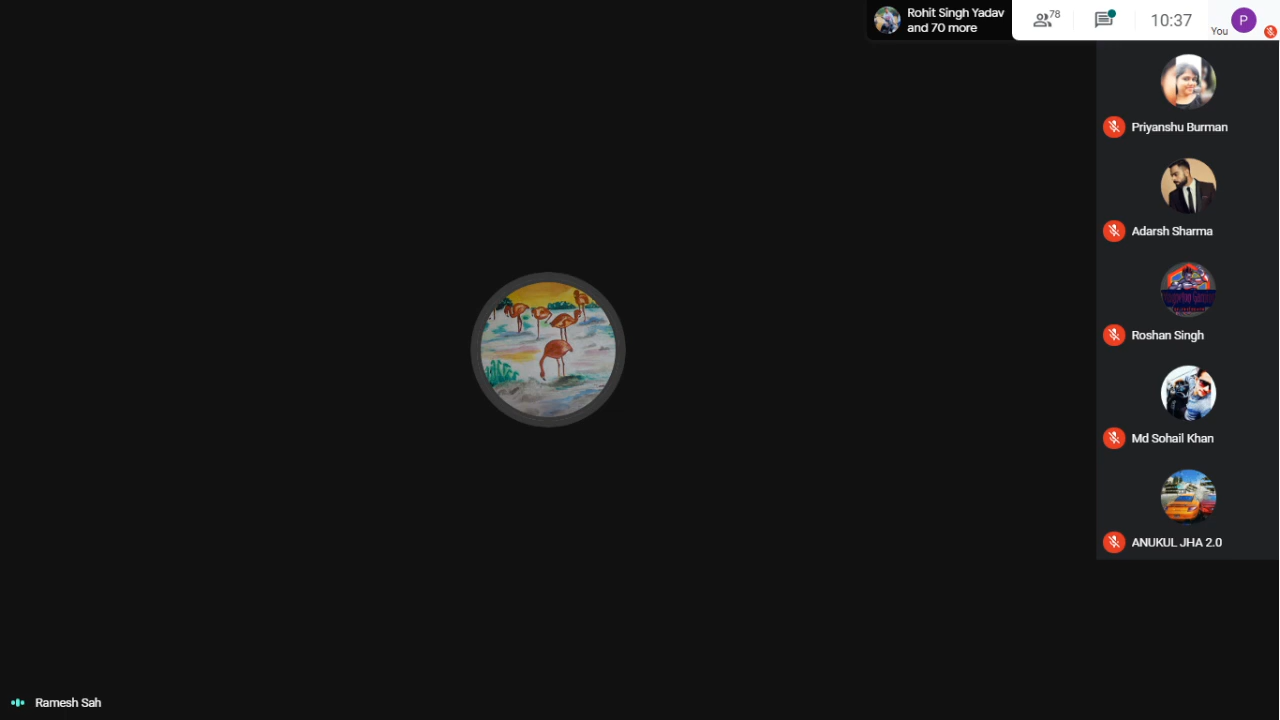 Rohit Singh Yadav
and 70 more
78
10:37
You
P
Priyanshu Burman
Adarsh Sharma
Roshan Singh
Md Sohail Khan
ANUKUL JHA 2.0
Ramesh Sah